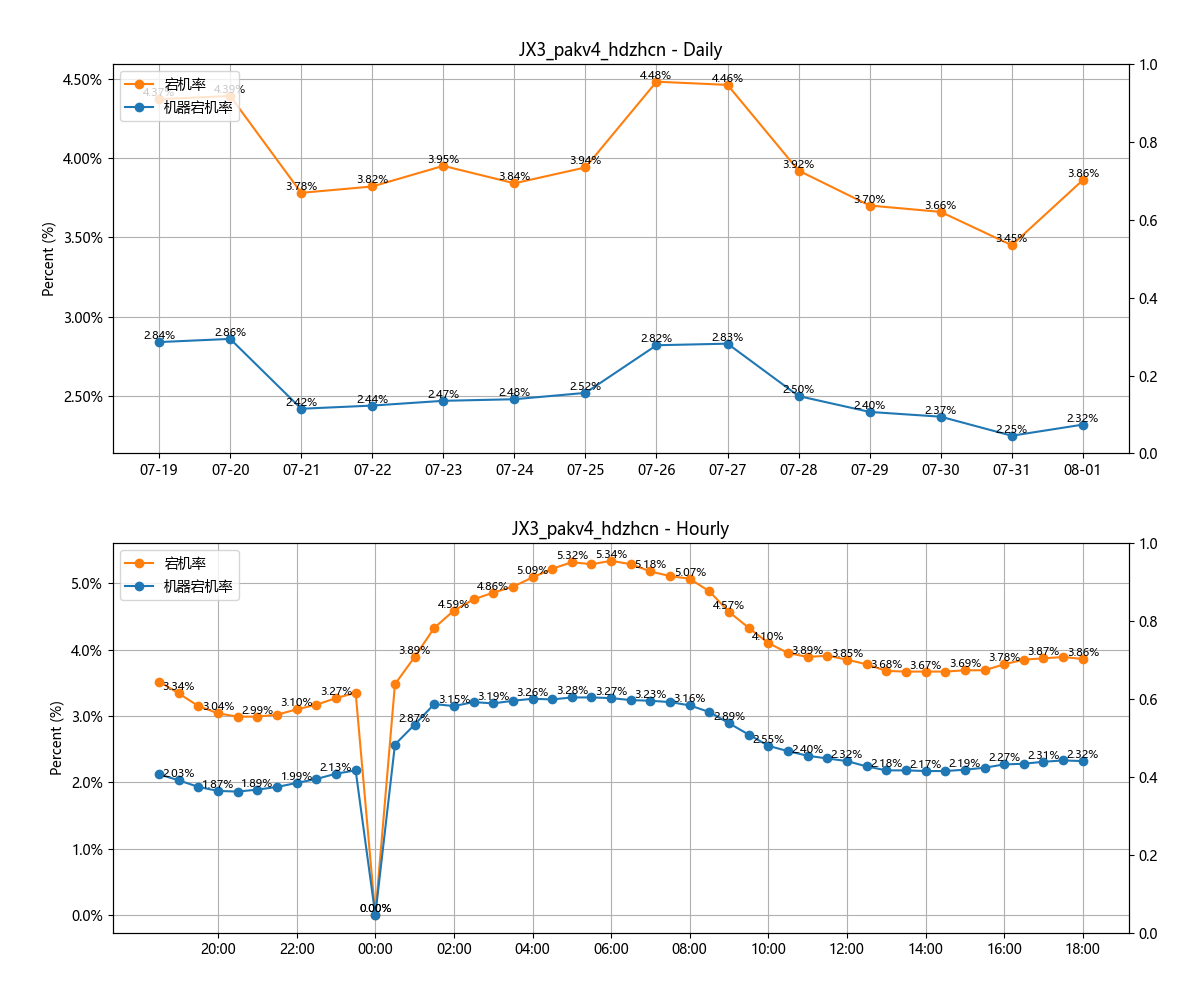 JX3_pakv4_hdzhcn - Daily
宕机率
机器宕机率
Percent (%)
4.50%
4.00%
3.50%
3.00%
2.50%
1.0
0.8
0.6
0.4
0.2
0.0
4.37% 4.39% 3.78% 3.82% 3.95% 3.84% 3.94% 4.48% 4.46% 3.92% 3.70% 3.66% 3.45% 3.86%
2.84% 2.86% 2.42% 2.44% 2.47% 2.48% 2.52% 2.82% 2.83% 2.50% 2.40% 2.37% 2.25% 2.32%
07-19 07-20 07-21 07-22 07-23 07-24 07-25 07-26 07-27 07-28 07-29 07-30 07-31 08-01
JX3_pakv4_hdzhcn - Hourly
宕机率
机器宕机率
Percent (%)
5.0%
4.0%
3.0%
2.0%
1.0%
0.0%
1.0
0.8
0.6
0.4
0.2
0.0
3.34% 3.04% 2.99% 3.10% 3.27% 0.00% 3.89% 4.59% 4.86% 5.09% 5.32% 5.34% 5.18% 5.07% 4.57% 4.10% 3.89% 3.85% 3.68% 3.67% 3.69% 3.78% 3.87% 3.86%
2.03% 1.87% 1.89% 1.99% 2.13% 0.00% 2.87% 3.15% 3.19% 3.26% 3.28% 3.27% 3.23% 3.16% 2.89% 2.55% 2.40% 2.32% 2.18% 2.17% 2.19% 2.27% 2.31% 2.32%
20:00 22:00 00:00 02:00 04:00 06:00 08:00 10:00 12:00 14:00 16:00 18:00